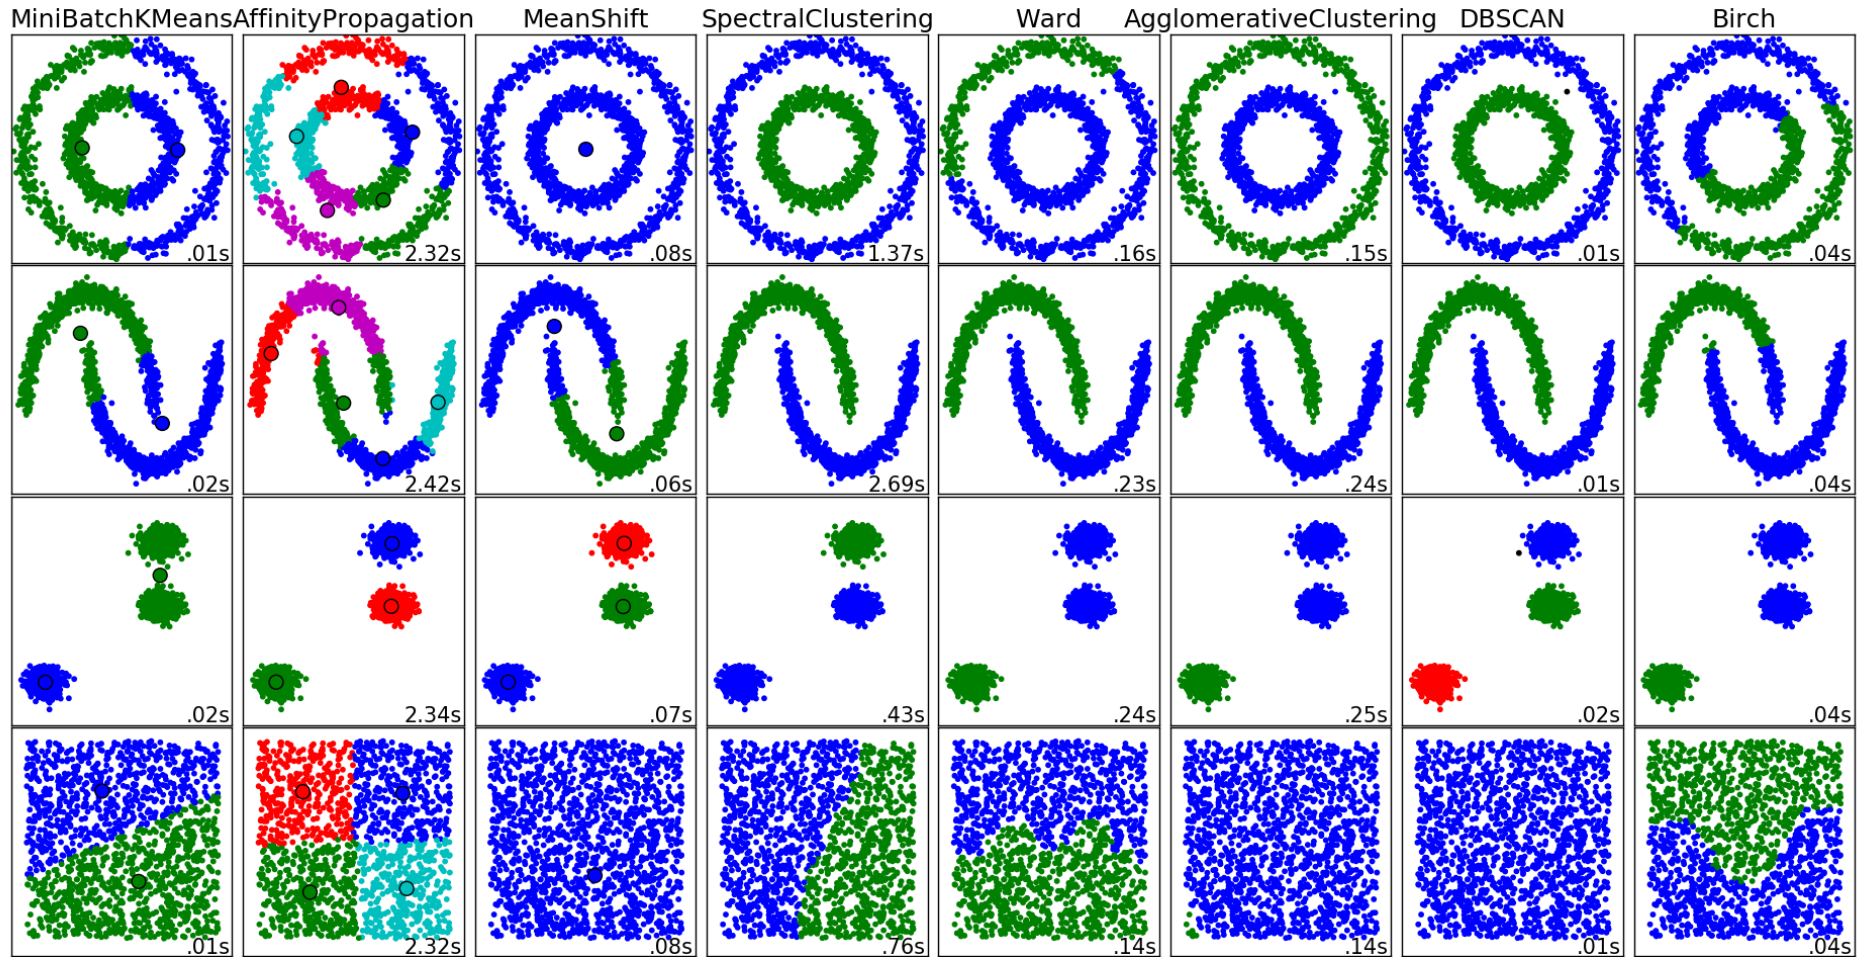 MiniBatchKMeans AffinityPropagation MeanShift SpectralClustering Ward AgglomerativeClustering DBSCAN Birch
.01s 2.32s .08s 1.37s .16s .15s .01s .04s
.02s 2.42s .06s 2.69s .23s .24s .01s .04s
.02s 2.34s .07s .43s .24s .25s .02s .04s
.01s 2.32s .08s .76s .14s .14s .01s .04s